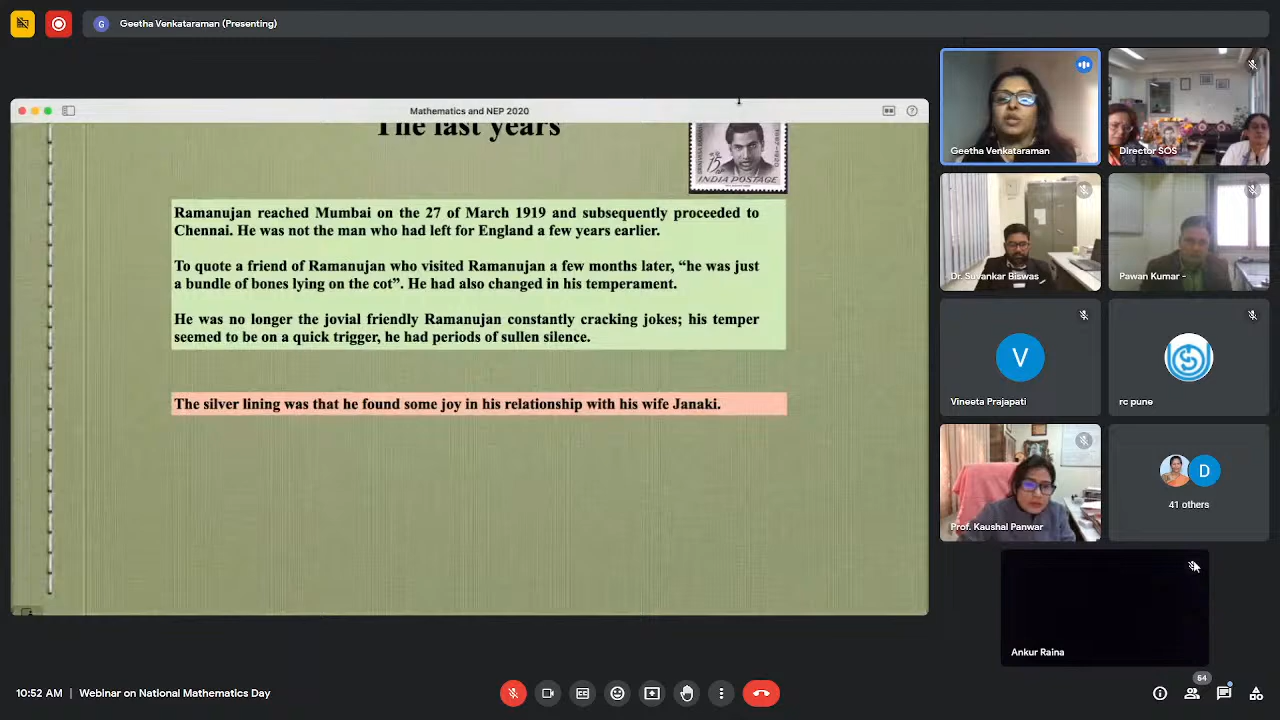 G Geetha Venkataraman (Presenting)
Mathematics and NEP 2020
The last years
15
INDIA POSTAGE
Ramanujan reached Mumbai on the 27 of March 1919 and subsequently proceeded to
Chennai. He was not the man who had left for England a few years earlier.
To quote a friend of Ramanujan who visited Ramanujan a few months later, “he was just
a bundle of bones lying on the cot”. He had also changed in his temperament.
He was no longer the jovial friendly Ramanujan constantly cracking jokes; his temper
seemed to be on a quick trigger, he had periods of sullen silence.
The silver lining was that he found some joy in his relationship with his wife Janaki.
Geetha Venkataraman
Director SOS
Dr. Suvankar Biswas
Pawan Kumar -
V
Vineeta Prajapati
rc pune
Prof. Kaushal Panwar
D
41 others
Ankur Raina
10:52 AM | Webinar on National Mathematics Day
64